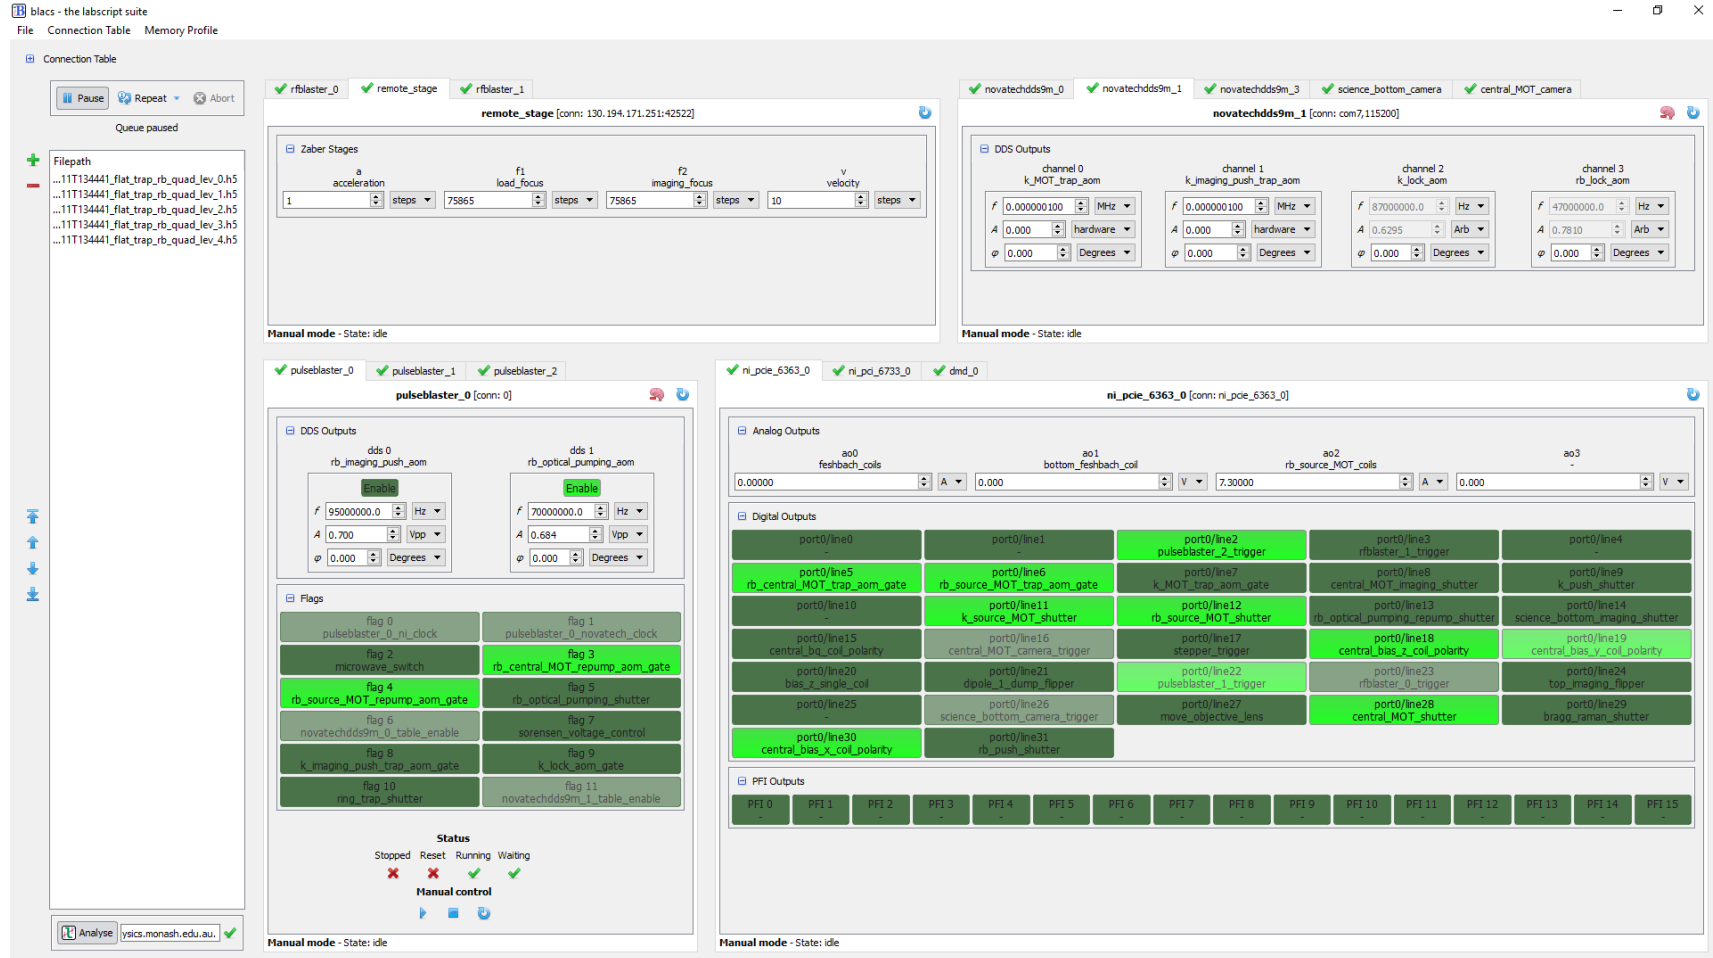 blacs - the labscript suite
File Connection Table Memory Profile
Connection Table
Pause Repeat Abort
Queue paused
Filepath
...11T134441_flat_trap_rb_quad_lev_0.h5
...11T134441_flat_trap_rb_quad_lev_1.h5
...11T134441_flat_trap_rb_quad_lev_2.h5
...11T134441_flat_trap_rb_quad_lev_3.h5
...11T134441_flat_trap_rb_quad_lev_4.h5
Analyse ysics.monash.edu.au.
rfblaster_0 remote_stage rfblaster_1
remote_stage [conn: 130.194.171.251:42522]
Zaber Stages
a f1 f2 v
acceleration load_focus imaging_focus velocity
1 steps 75865 steps 75865 steps 10 steps
Manual mode - State: idle
novatechdds9m_0 novatechdds9m_1 novatechdds9m_3 science_bottom_camera central_MOT_camera
novatechdds9m_1 [conn: com7,115200]
DDS Outputs
channel 0 channel 1 channel 2 channel 3
k_MOT_trap_aom k_imaging_push_trap_aom k_lock_aom rb_lock_aom
f 0.000000100 MHz f 0.000000100 MHz f 87000000.0 Hz f 47000000.0 Hz
A 0.000 hardware A 0.000 hardware A 0.6295 Arb A 0.7810 Arb
φ 0.000 Degrees φ 0.000 Degrees φ 0.000 Degrees φ 0.000 Degrees
Manual mode - State: idle
pulseblaster_0 pulseblaster_1 pulseblaster_2
pulseblaster_0 [conn: 0]
DDS Outputs
dds 0 dds 1
rb_imaging_push_aom rb_optical_pumping_aom
Enable Enable
f 95000000.0 Hz f 70000000.0 Hz
A 0.700 Vpp A 0.684 Vpp
φ 0.000 Degrees φ 0.000 Degrees
Flags
flag 0 flag 1
pulseblaster_0_ni_clock pulseblaster_0_novatech_clock
flag 2 flag 3
microwave_switch rb_central_MOT_repump_aom_gate
flag 4 flag 5
rb_source_MOT_repump_aom_gate rb_optical_pumping_shutter
flag 6 flag 7
novatechdds9m_0_table_enable sorensen_voltage_control
flag 8 flag 9
k_imaging_push_trap_aom_gate k_lock_aom_gate
flag 10 flag 11
ring_trap_shutter novatechdds9m_1_table_enable
Status
Stopped Reset Running Waiting
Manual control
Manual mode - State: idle
ni_pcie_6363_0 ni_pci_6733_0 dmd_0
ni_pcie_6363_0 [conn: ni_pcie_6363_0]
Analog Outputs
ao0 ao1 ao2 ao3
feshbach_coils bottom_feshbach_coil rb_source_MOT_coils -
0.00000 A 0.000 V 7.30000 A 0.000 V
Digital Outputs
port0/line0 port0/line1 port0/line2 port0/line3 port0/line4
- - pulseblaster_2_trigger rfblaster_1_trigger -
port0/line5 port0/line6 port0/line7 port0/line8 port0/line9
rb_central_MOT_trap_aom_gate rb_source_MOT_trap_aom_gate k_MOT_trap_aom_gate central_MOT_imaging_shutter k_push_shutter
port0/line10 port0/line11 port0/line12 port0/line13 port0/line14
- k_source_MOT_shutter rb_source_MOT_shutter rb_optical_pumping_repump_shutter science_bottom_imaging_shutter
port0/line15 port0/line16 port0/line17 port0/line18 port0/line19
central_bq_coil_polarity central_MOT_camera_trigger stepper_trigger central_bias_z_coil_polarity central_bias_y_coil_polarity
port0/line20 port0/line21 port0/line22 port0/line23 port0/line24
bias_z_single_coil dipole_1_dump_flipper pulseblaster_1_trigger rfblaster_0_trigger top_imaging_flipper
port0/line25 port0/line26 port0/line27 port0/line28 port0/line29
- science_bottom_camera_trigger move_objective_lens central_MOT_shutter bragg_raman_shutter
port0/line30 port0/line31
central_bias_x_coil_polarity rb_push_shutter
PFI Outputs
PFI 0 PFI 1 PFI 2 PFI 3 PFI 4 PFI 5 PFI 6 PFI 7 PFI 8 PFI 9 PFI 10 PFI 11 PFI 12 PFI 13 PFI 14 PFI 15
- - - - - - - - - - - - - - - -
Manual mode - State: idle